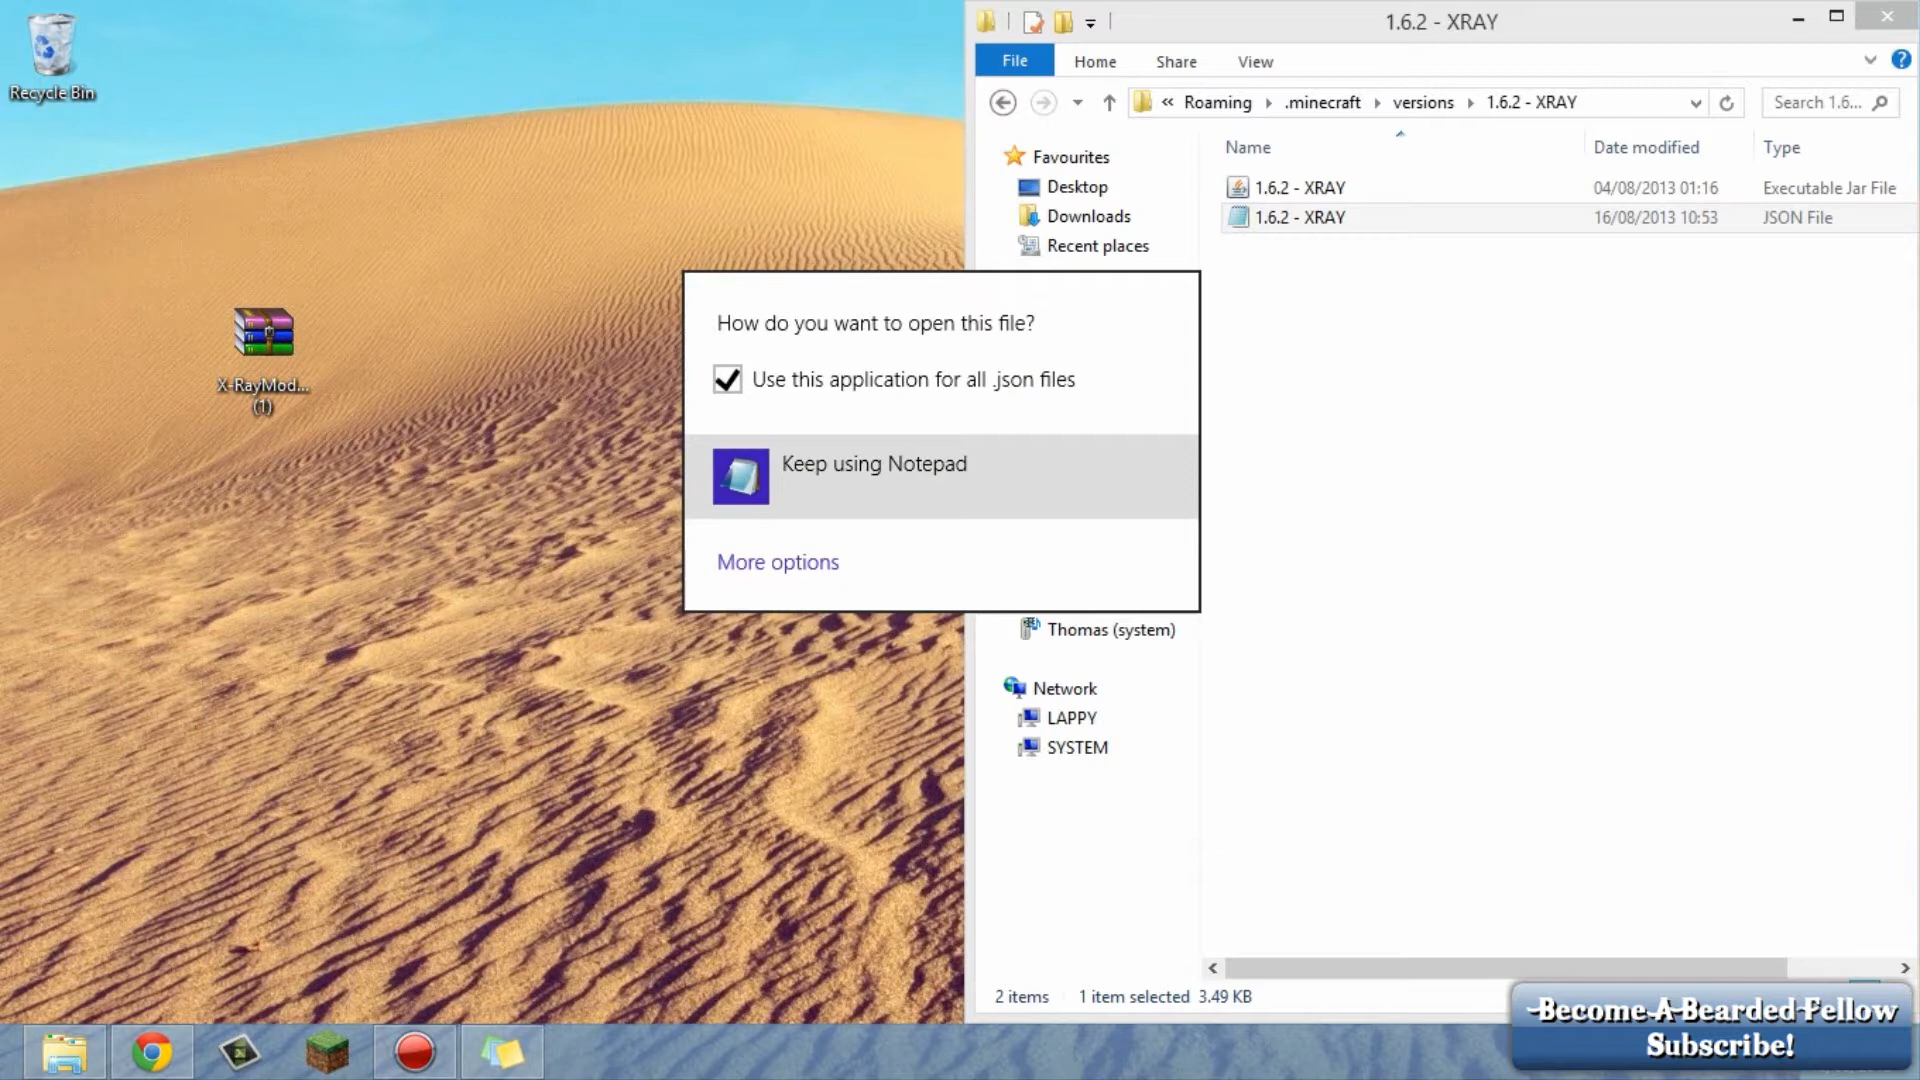 Recycle Bin
X-RayMod...
(1)
1.6.2 - XRAY
File
Home
Share
View
« Roaming
.minecraft
versions
1.6.2 - XRAY
Search 1.6...
Name
Date modified
Type
1.6.2 - XRAY
04/08/2013 01:16
Executable Jar File
1.6.2 - XRAY
16/08/2013 10:53
JSON File
Favourites
Desktop
Downloads
Recent places
How do you want to open this file?
Use this application for all .json files
Keep using Notepad
More options
Thomas (system)
Network
LAPPY
SYSTEM
2 items
1 item selected 3.49 KB
-Become-A-Bearded Fellow
Subscribe!